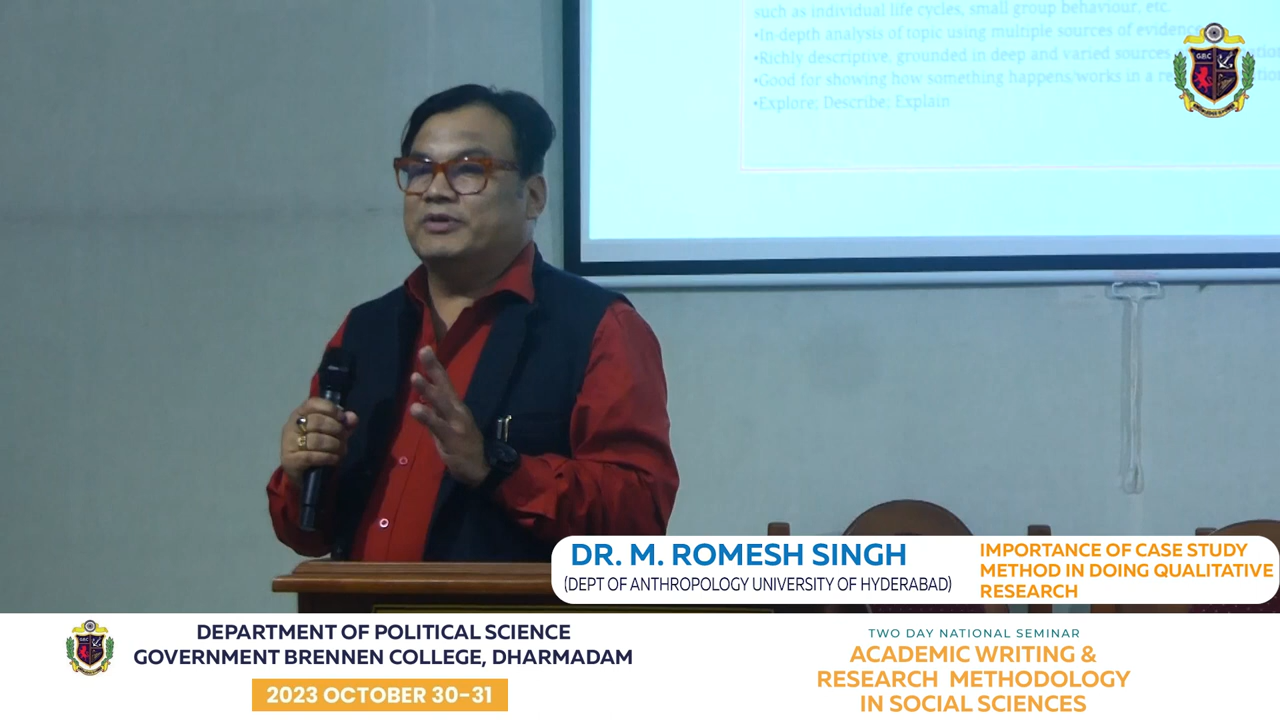 such as individual life cycles, small group behaviour, etc.
•In-depth analysis of topic using multiple sources of evidence
•Richly descriptive, grounded in deep and varied sources
•Good for showing how something happens/works in a
•Explore; Describe; Explain
GBC
DR. M. ROMESH SINGH
(DEPT OF ANTHROPOLOGY UNIVERSITY OF HYDERABAD)
IMPORTANCE OF CASE STUDY
METHOD IN DOING QUALITATIVE
RESEARCH
DEPARTMENT OF POLITICAL SCIENCE
GOVERNMENT BRENNEN COLLEGE, DHARMADAM
2023 OCTOBER 30-31
TWO DAY NATIONAL SEMINAR
ACADEMIC WRITING &
RESEARCH METHODOLOGY
IN SOCIAL SCIENCES